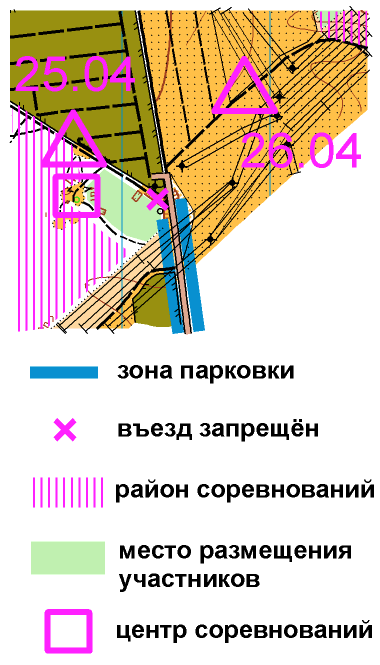 25.04
26.04
зона парковки
въезд запрещён
район соревнований
место размещения
участников
центр соревнований